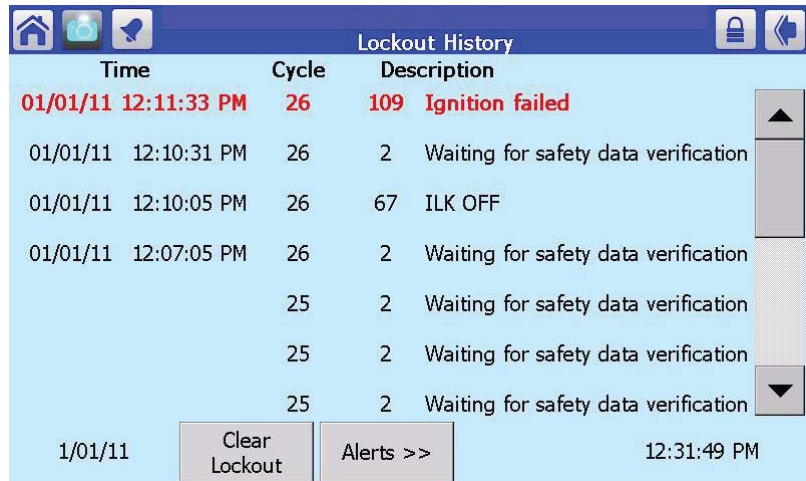 Lockout History
Time Cycle Description
01/01/11 12:11:33 PM 26 109 Ignition failed
01/01/11 12:10:31 PM 26 2 Waiting for safety data verification
01/01/11 12:10:05 PM 26 67 ILK OFF
01/01/11 12:07:05 PM 26 2 Waiting for safety data verification
25 2 Waiting for safety data verification
25 2 Waiting for safety data verification
25 2 Waiting for safety data verification
1/01/11 Clear Lockout Alerts >> 12:31:49 PM